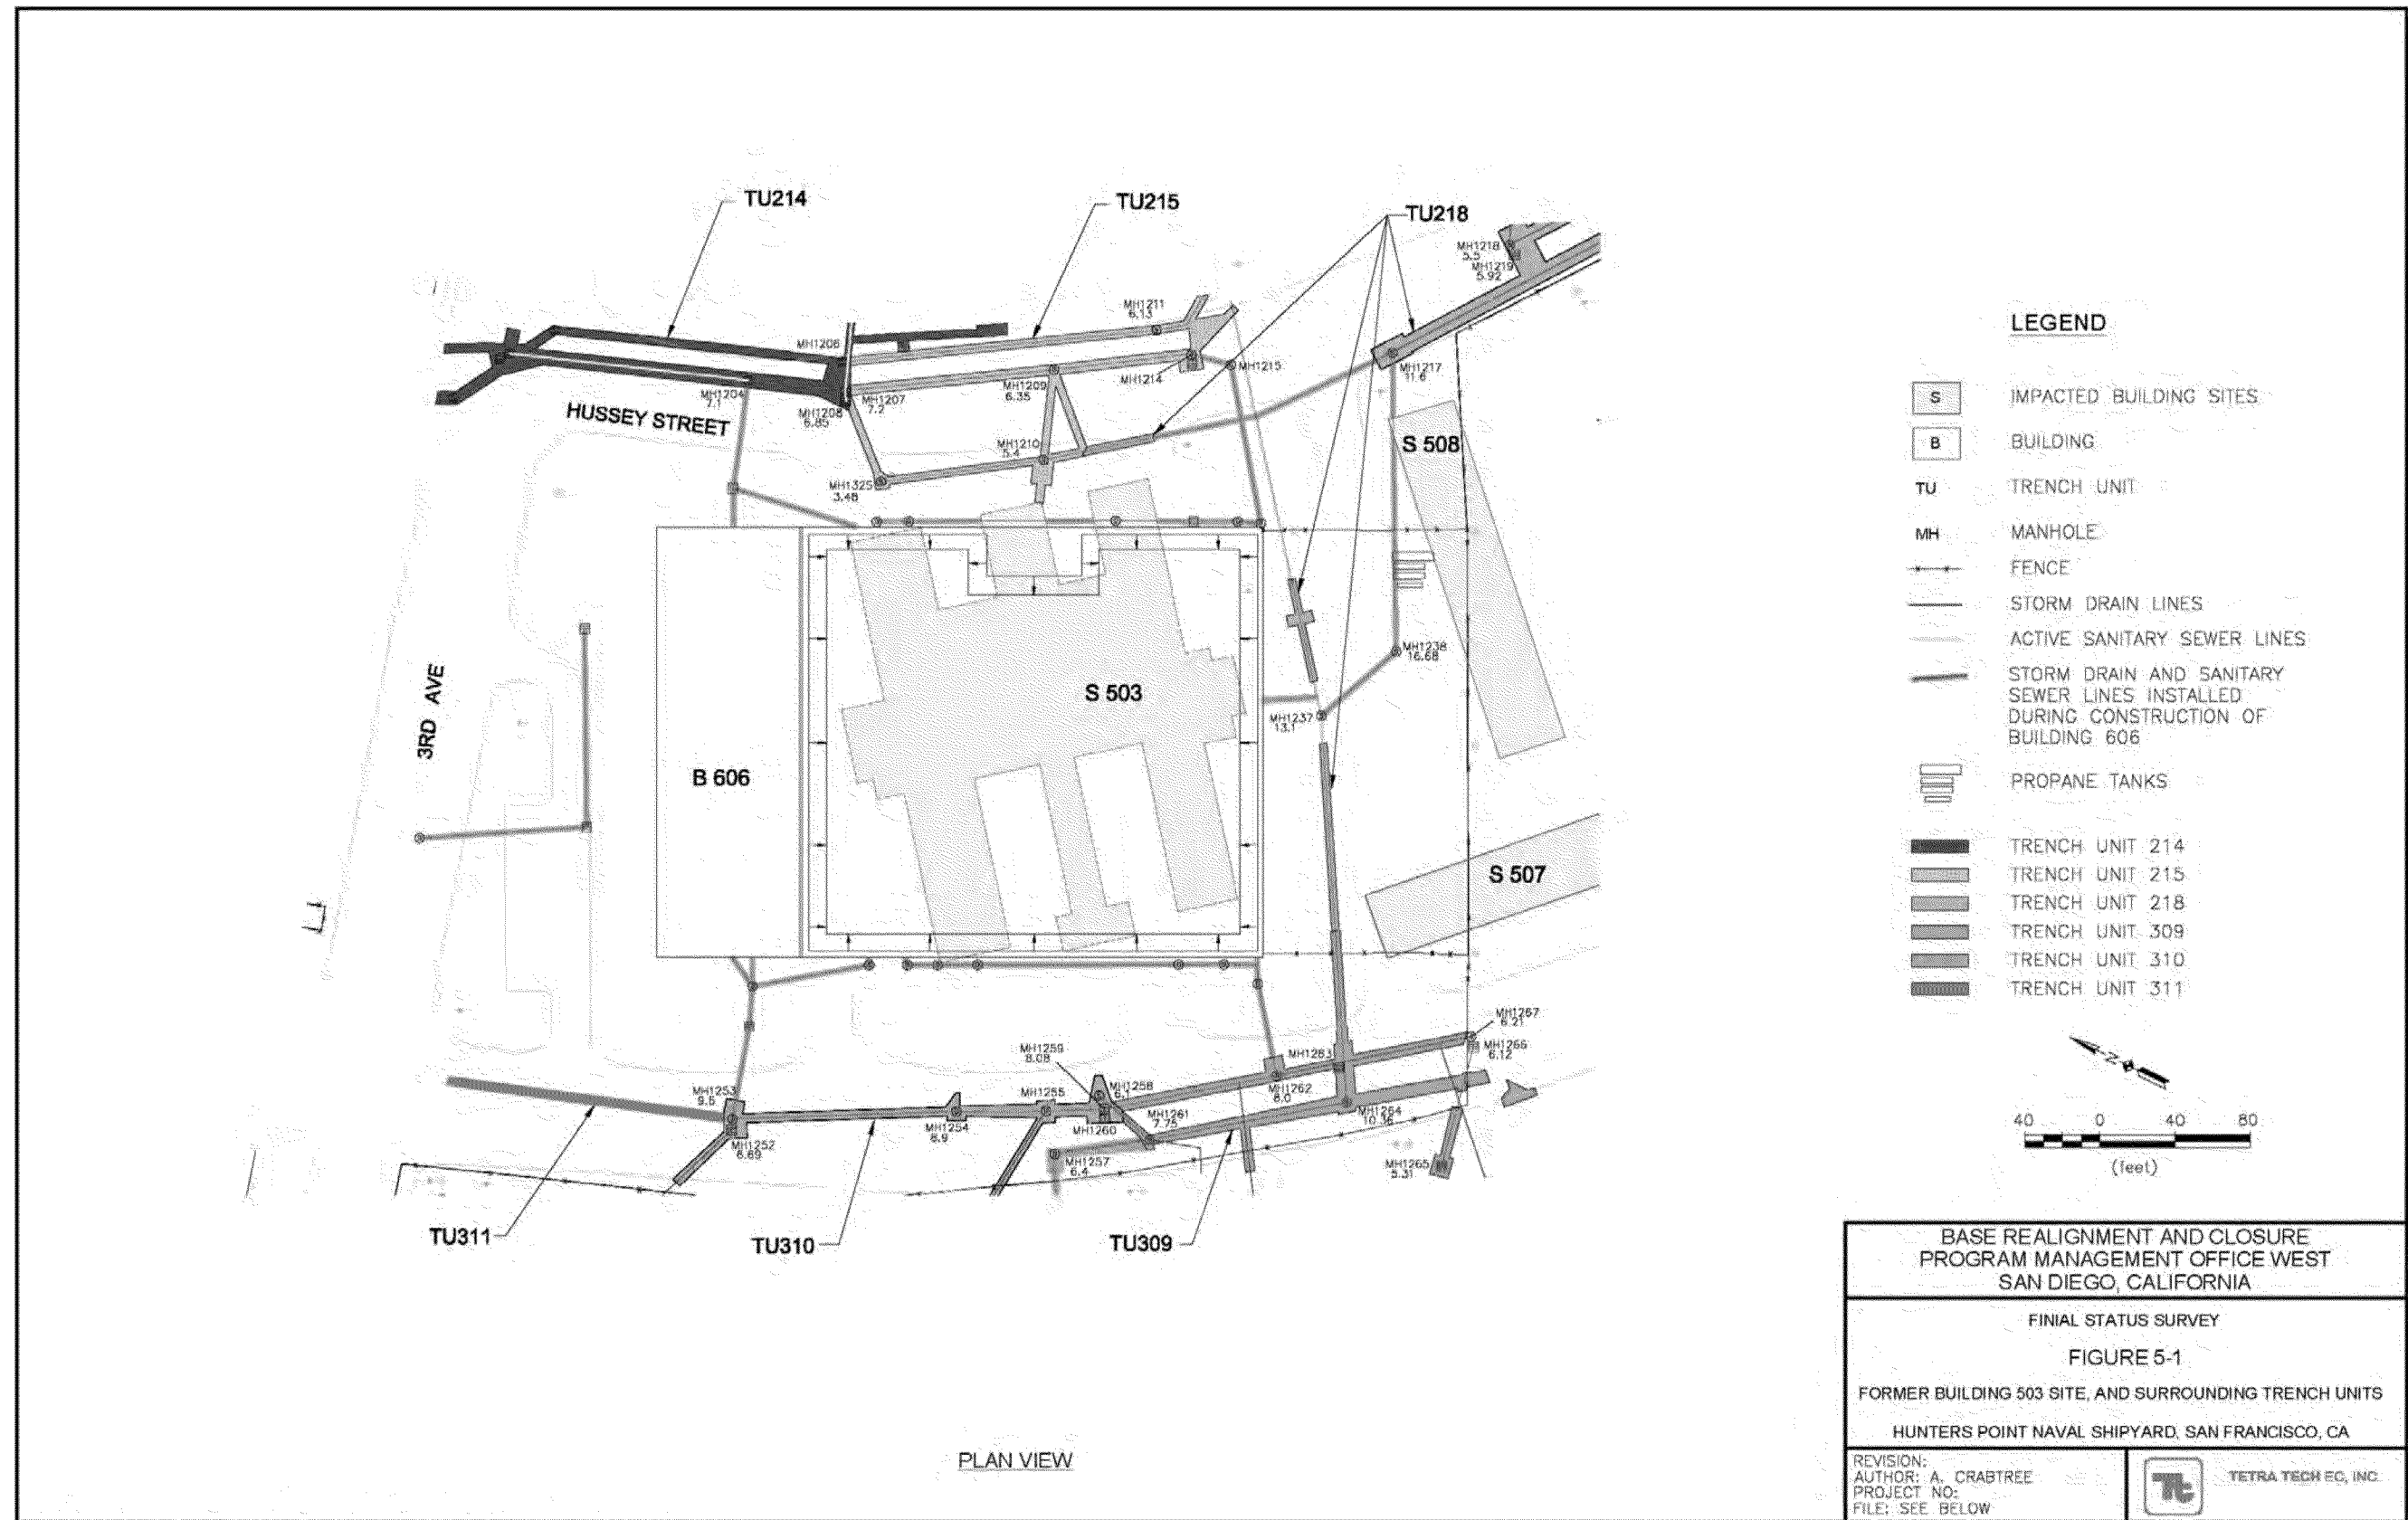 TU214
TU215
TU218
MH1218
5.5
MH1219
5.92
MH1211
6.13
MH1206
MH1204
7.1
MH1208
6.85
MH1207
7.2
MH1209
6.35
MH1214
MH1215
MH1217
11.6
HUSSEY STREET
MH1210
5.4
MH1325
3.48
S 508
3RD AVE
B 606
S 503
MH1238
16.68
MH1237
13.1
S 507
MH1267
6.21
MH1266
6.12
MH1259
8.08
MH1283
MH1253
9.5
MH1255
MH1258
6.1
MH1262
8.0
MH1254
8.9
MH1260
MH1261
7.75
MH1264
10.36
MH1252
6.69
MH1257
6.4
MH1265
5.31
TU311
TU310
TU309
PLAN VIEW
LEGEND
S IMPACTED BUILDING SITES
B BUILDING
TU TRENCH UNIT
MH MANHOLE
FENCE
STORM DRAIN LINES
ACTIVE SANITARY SEWER LINES
STORM DRAIN AND SANITARY
SEWER LINES INSTALLED
DURING CONSTRUCTION OF
BUILDING 606
PROPANE TANKS
TRENCH UNIT 214
TRENCH UNIT 215
TRENCH UNIT 218
TRENCH UNIT 309
TRENCH UNIT 310
TRENCH UNIT 311
N
40 0 40 80
(feet)
BASE REALIGNMENT AND CLOSURE
PROGRAM MANAGEMENT OFFICE WEST
SAN DIEGO, CALIFORNIA
FINIAL STATUS SURVEY
FIGURE 5-1
FORMER BUILDING 503 SITE, AND SURROUNDING TRENCH UNITS
HUNTERS POINT NAVAL SHIPYARD, SAN FRANCISCO, CA
REVISION:
AUTHOR: A. CRABTREE
PROJECT NO:
FILE: SEE BELOW
TETRA TECH EC, INC.